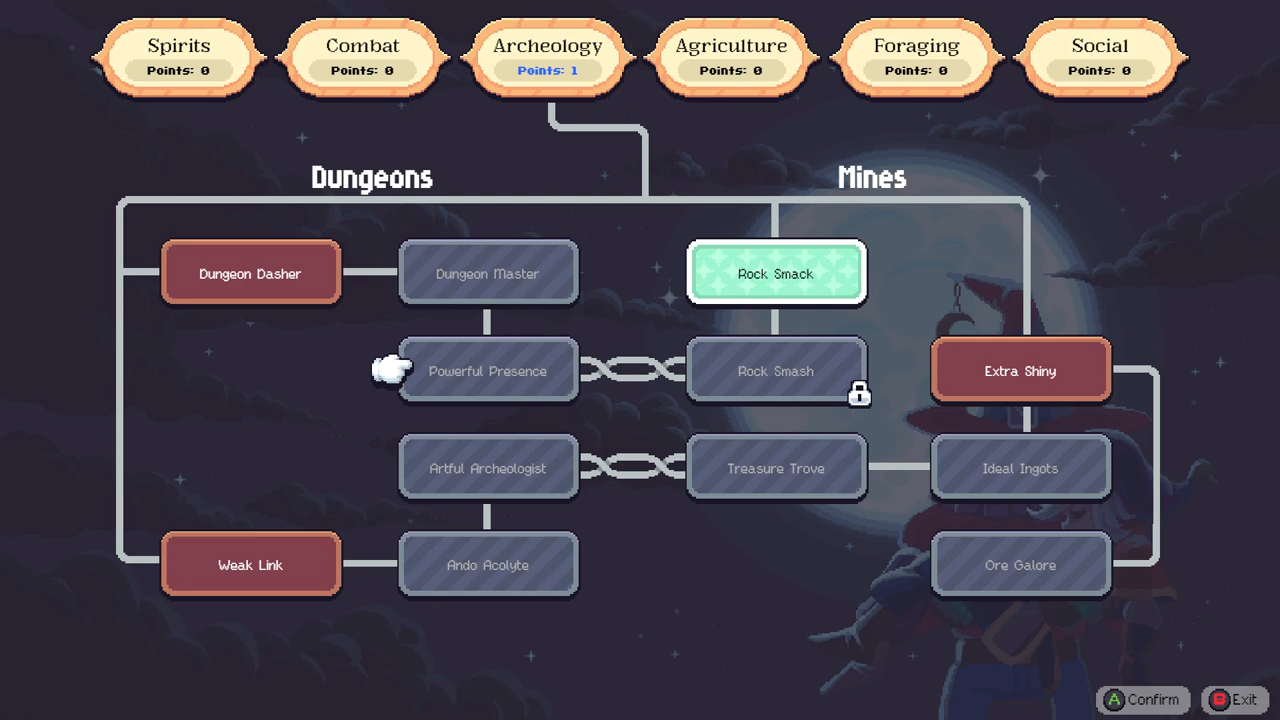 Spirits
Points: 0
Combat
Points: 0
Archeology
Points: 1
Agriculture
Points: 0
Foraging
Points: 0
Social
Points: 0
Dungeons
Mines
Dungeon Dasher
Dungeon Master
Rock Smack
Powerful Presence
Rock Smash
Extra Shiny
Artful Archeologist
Treasure Trove
Ideal Ingots
Weak Link
Ando Acolyte
Ore Galore
A Confirm
B Exit